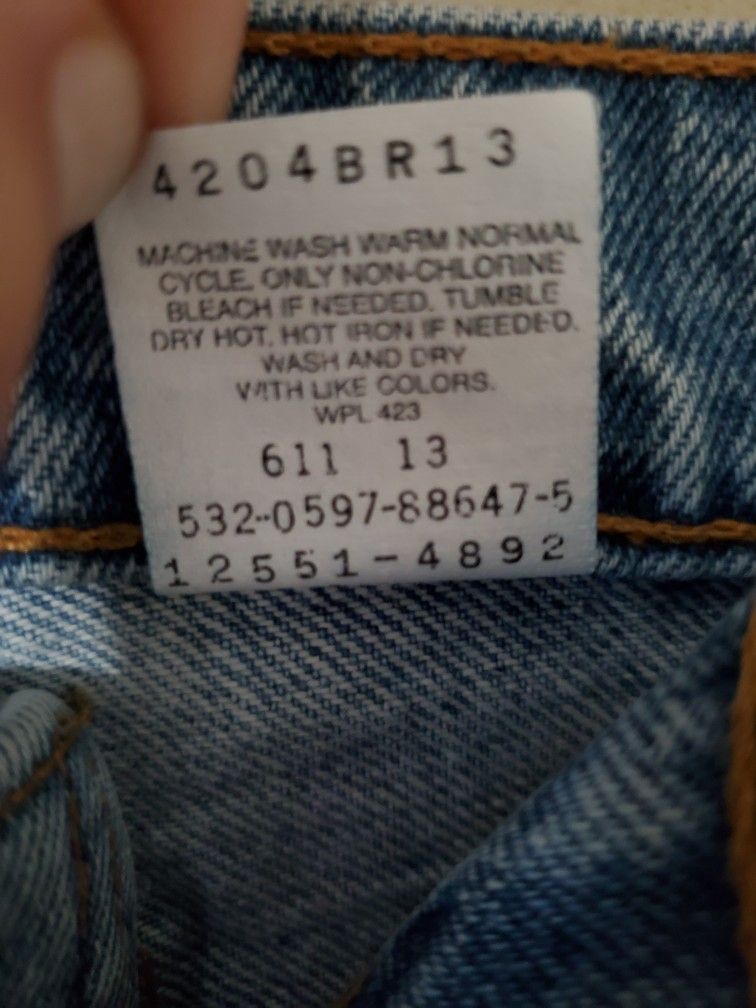 4204BR13
MACHINE WASH WARM NORMAL
CYCLE. ONLY NON-CHLORINE
BLEACH IF NEEDED. TUMBLE
DRY HOT. HOT IRON IF NEEDED.
WASH AND DRY
WITH LIKE COLORS.
WPL 423
611 13
532-0597-88647-5
12551-4892